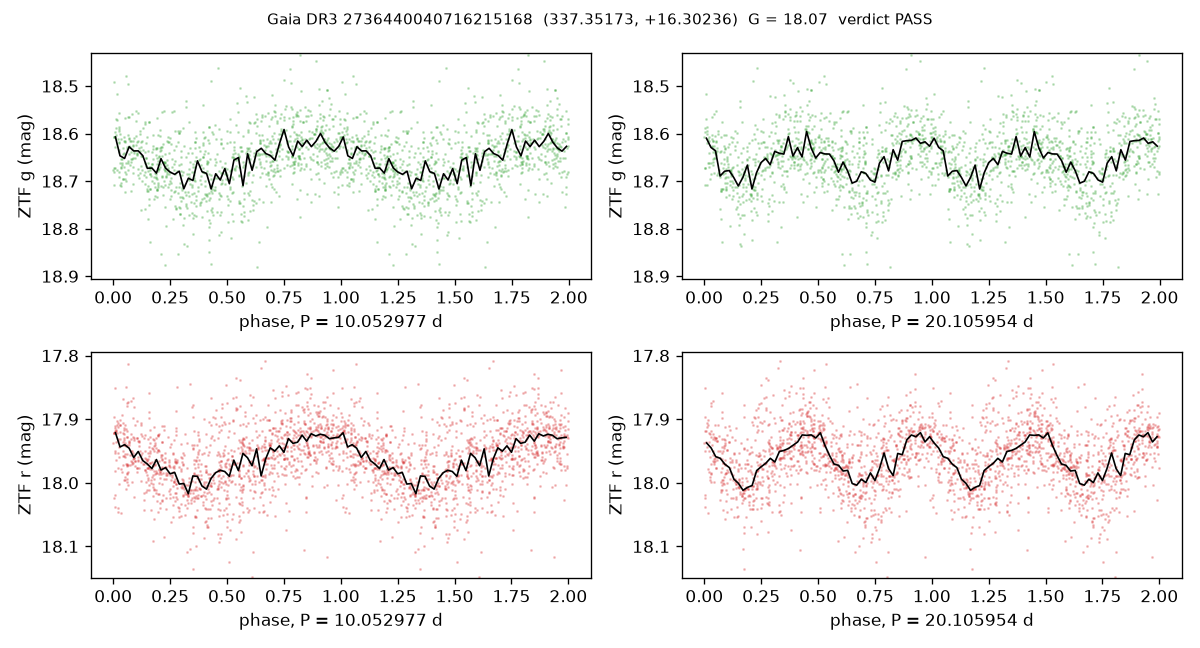 Gaia DR3 2736440040716215168 (337.35173, +16.30236) G = 18.07 verdict PASS
ZTF g (mag)
18.5
18.6
18.7
18.8
18.9
0.00 0.25 0.50 0.75 1.00 1.25 1.50 1.75 2.00
phase, P = 10.052977 d
ZTF g (mag)
18.5
18.6
18.7
18.8
18.9
0.00 0.25 0.50 0.75 1.00 1.25 1.50 1.75 2.00
phase, P = 20.105954 d
ZTF r (mag)
17.8
17.9
18.0
18.1
0.00 0.25 0.50 0.75 1.00 1.25 1.50 1.75 2.00
phase, P = 10.052977 d
ZTF r (mag)
17.8
17.9
18.0
18.1
0.00 0.25 0.50 0.75 1.00 1.25 1.50 1.75 2.00
phase, P = 20.105954 d